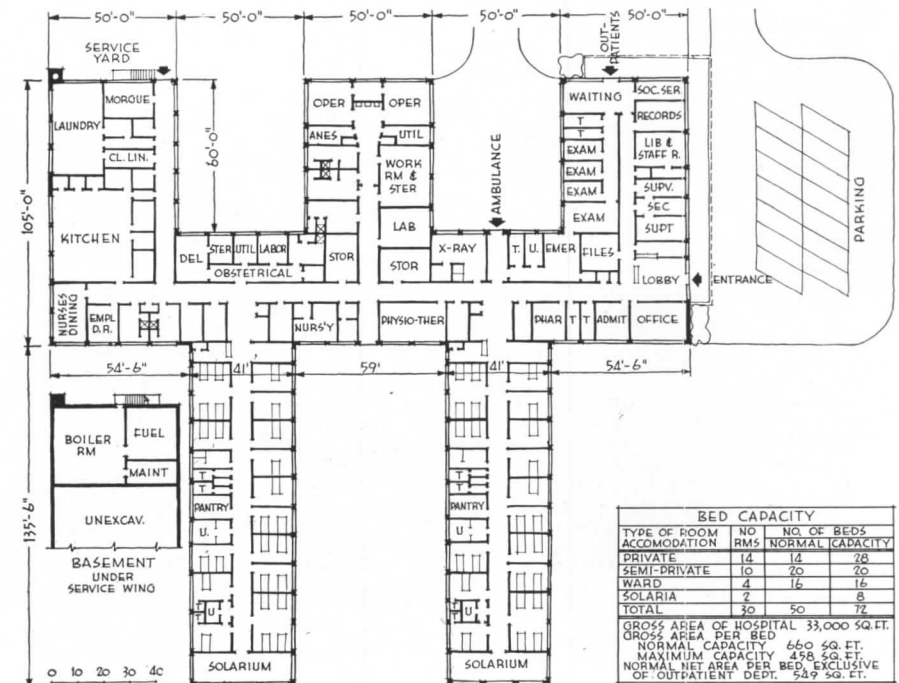 50'-0" 50'-0" 50'-0" 50'-0" 50'-0"
SERVICE
YARD
OUT-
PATIENTS
MORGUE
LAUNDRY
CL. LIN.
KITCHEN
NURSES
DINING
EMPL
D.R.
105'-0"
60'-0"
OPER OPER
ANES UTIL
WORK
RM &
STER
LAB
STOR
STOR
DEL STER UTIL LABOR
OBSTETRICAL
NURS'Y
PHYSIO-THER
AMBULANCE
X-RAY
T. U. EMER
FILES
WAITING
T
T
EXAM
EXAM
EXAM
EXAM
SOC. SER.
RECORDS
LIB &
STAFF R.
SUPV.
SEC
SUPT
LOBBY
ENTRANCE
PHAR T T ADMIT OFFICE
PARKING
54'-6" 41' 59' 41' 54'-6"
135'-6"
BOILER
RM
FUEL
MAINT
UNEXCAV.
BASEMENT
UNDER
SERVICE WING
T
T
PANTRY
U.
T
U
SOLARIUM
T
T
PANTRY
U
U
SOLARIUM
0 10 20 30 40
BED CAPACITY
TYPE OF ROOM ACCOMODATION NO RMS NO. OF BEDS NORMAL CAPACITY
PRIVATE 14 14 28
SEMI-PRIVATE 10 20 20
WARD 4 16 16
SOLARIA 2 8
TOTAL 30 50 72
GROSS AREA OF HOSPITAL 33,000 SQ. FT.
GROSS AREA PER BED
NORMAL CAPACITY 660 SQ. FT.
MAXIMUM CAPACITY 458 SQ. FT.
NORMAL NET AREA PER BED, EXCLUSIVE
OF OUTPATIENT DEPT. 549 SQ. FT.